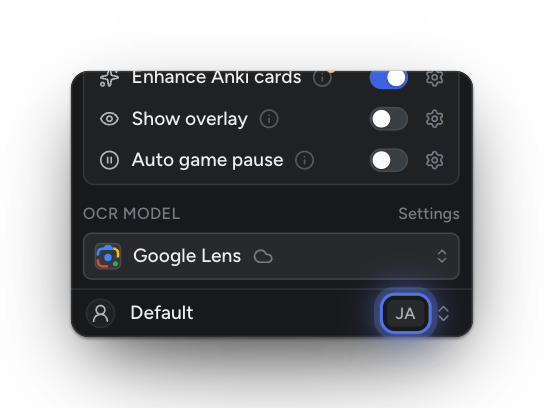 Enhance Anki cards
Show overlay
Auto game pause
OCR MODEL Settings
Google Lens
Default JA